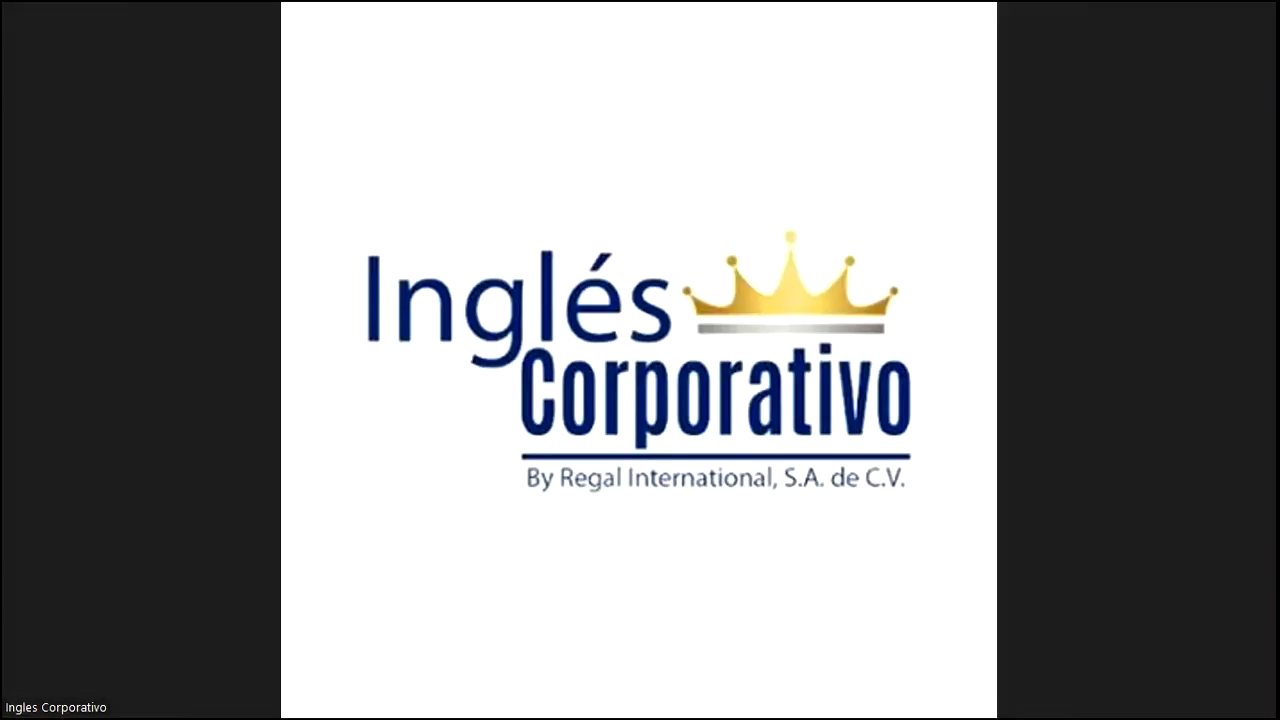 Inglés
Corporativo
By Regal International, S.A. de C.V.
Ingles Corporativo